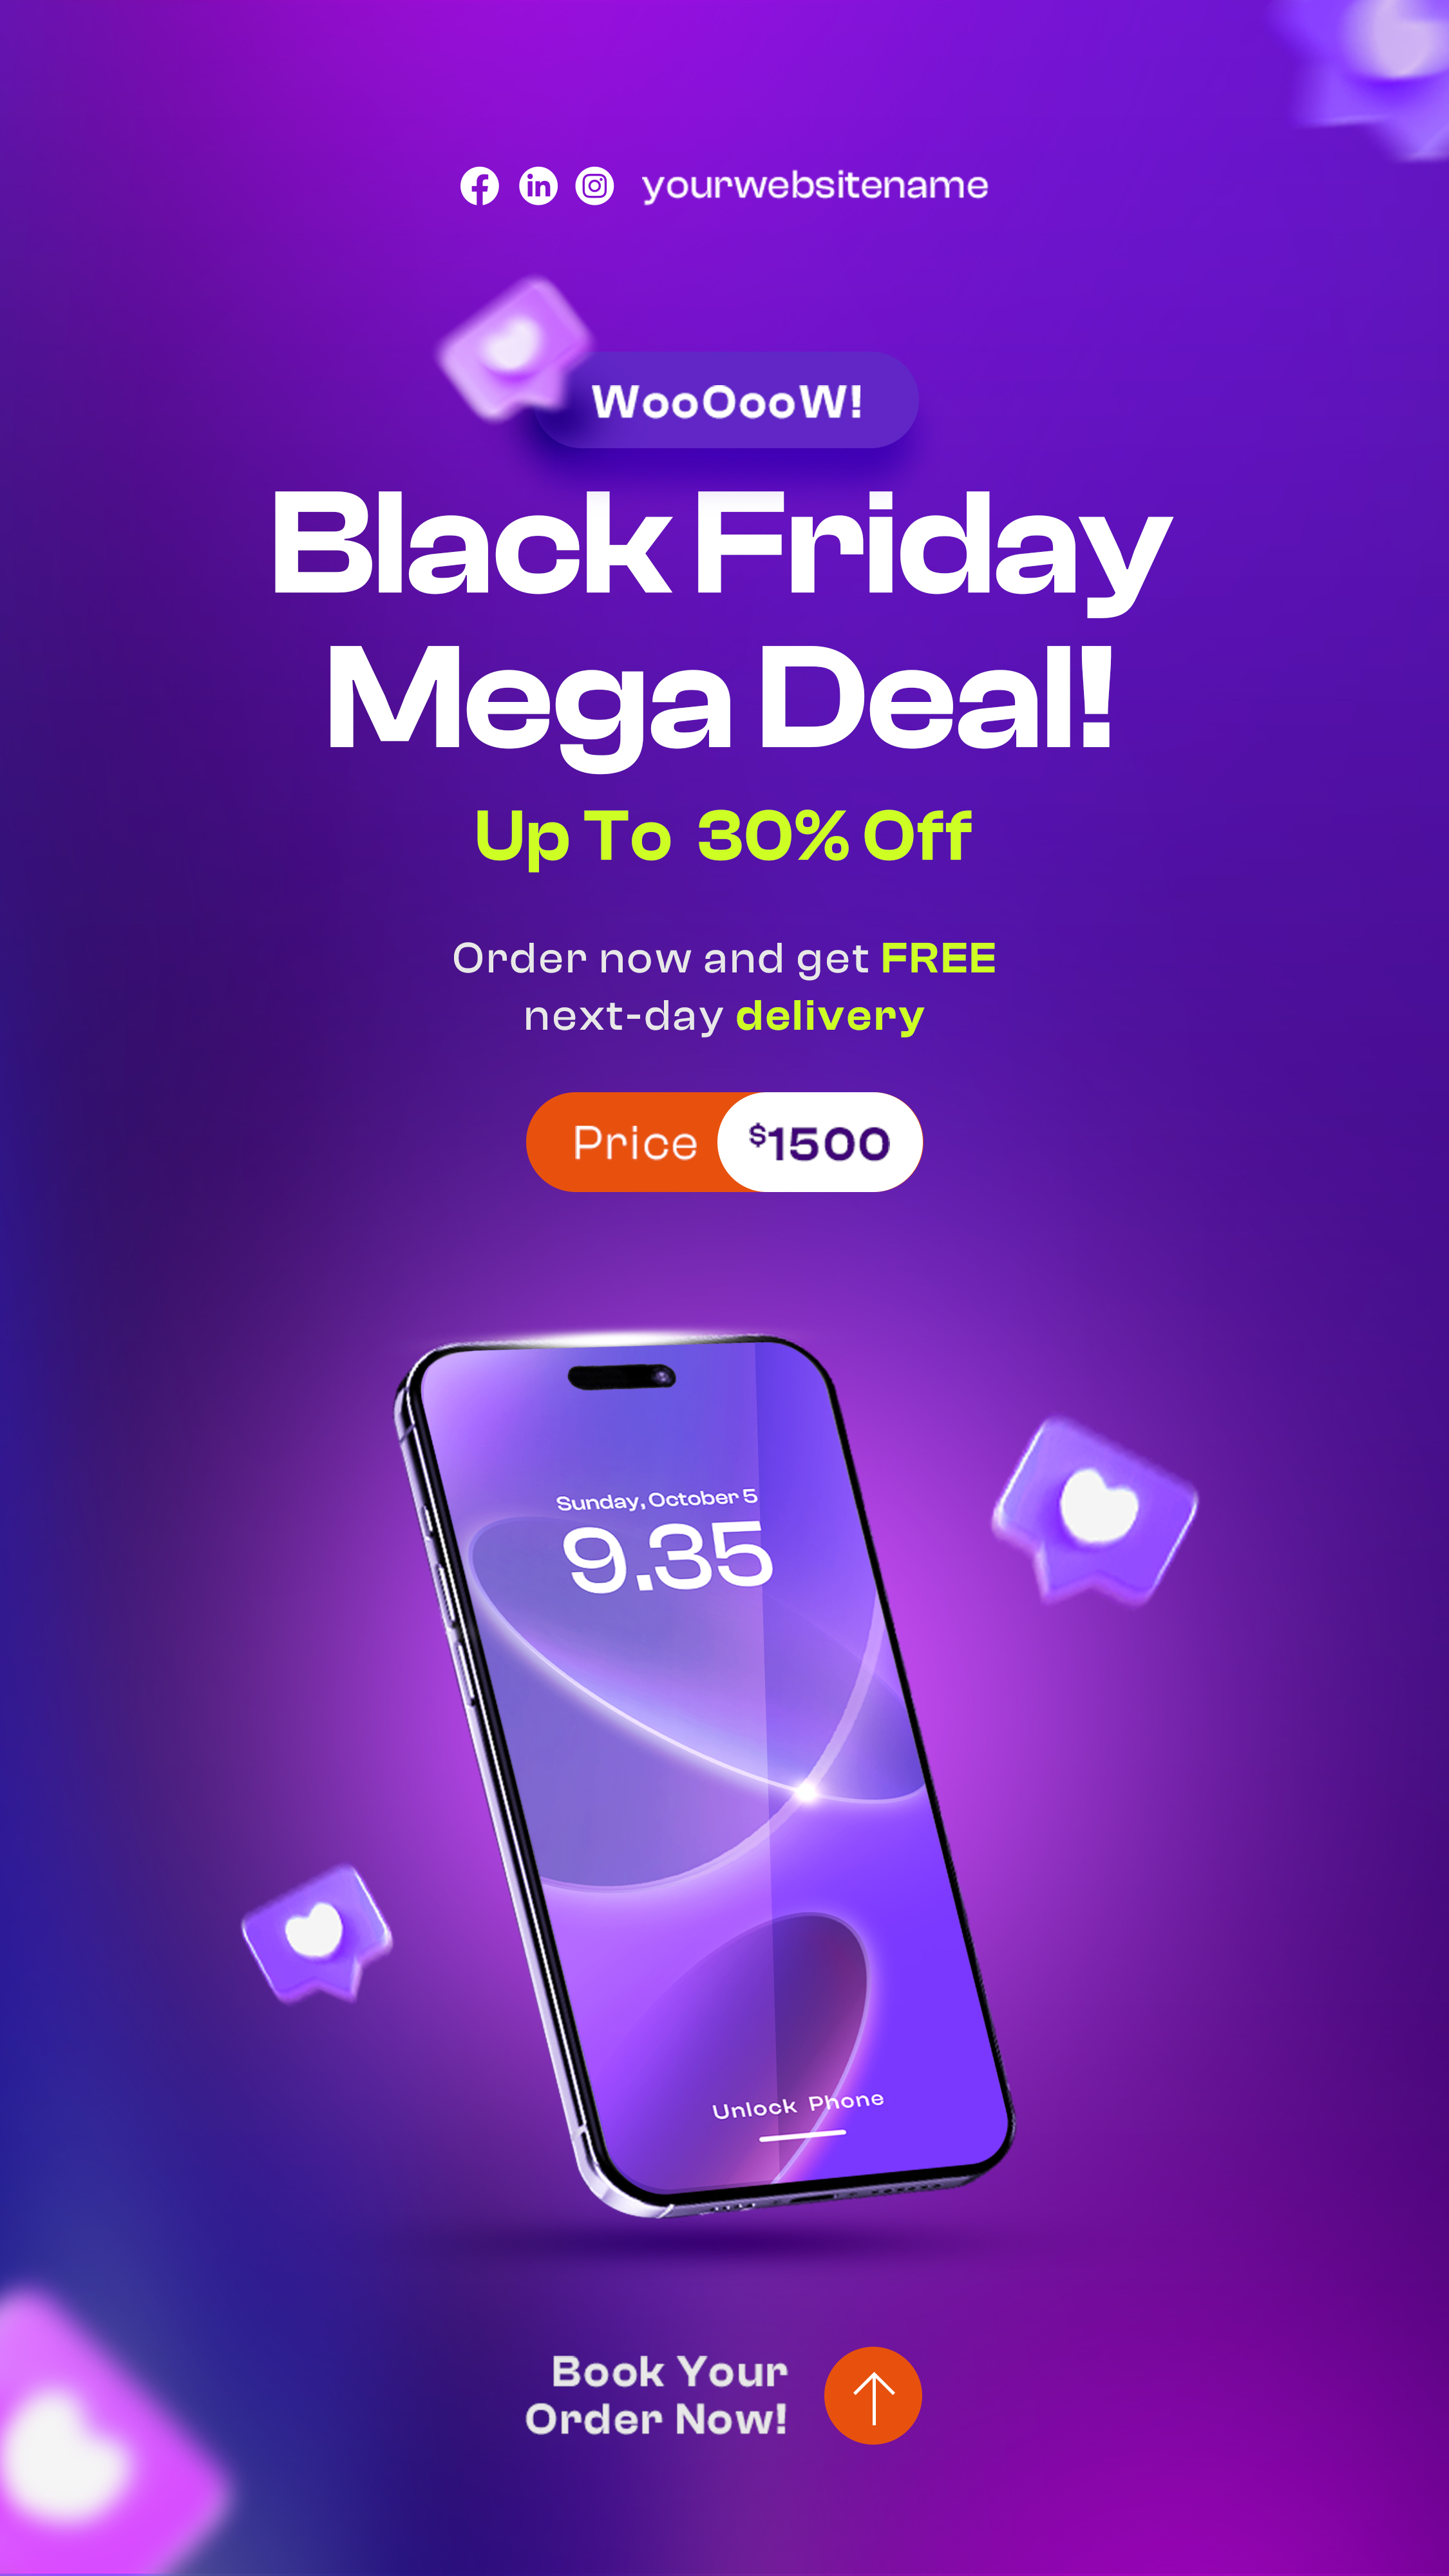 yourwebsitename
WooOooW!
Black Friday
Mega Deal!
Up To 30% Off
Order now and get FREE
next-day delivery
Price $1500
Sunday, October 5
9.35
Unlock Phone
Book Your
Order Now!